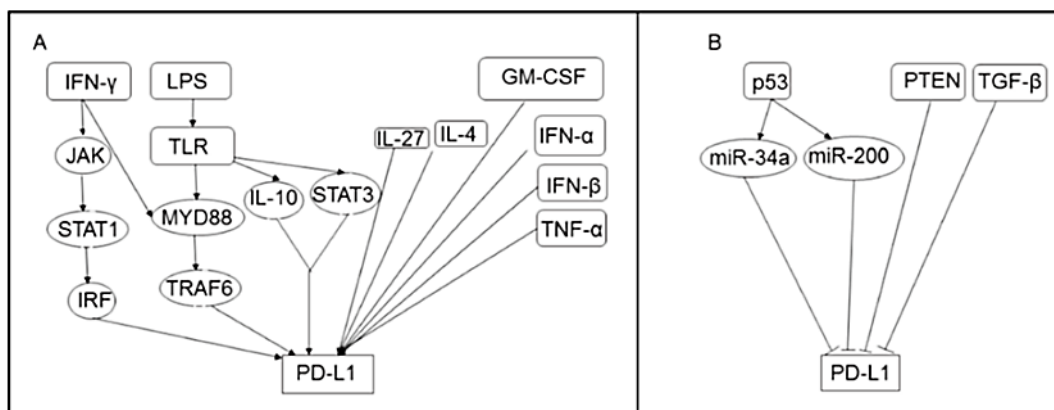 A
IFN-γ
LPS
GM-CSF
JAK
TLR
IL-27
IL-4
IFN-α
STAT1
MYD88
IL-10
STAT3
IFN-β
TNF-α
IRF
TRAF6
PD-L1
B
p53
PTEN
TGF-β
miR-34a
miR-200
PD-L1